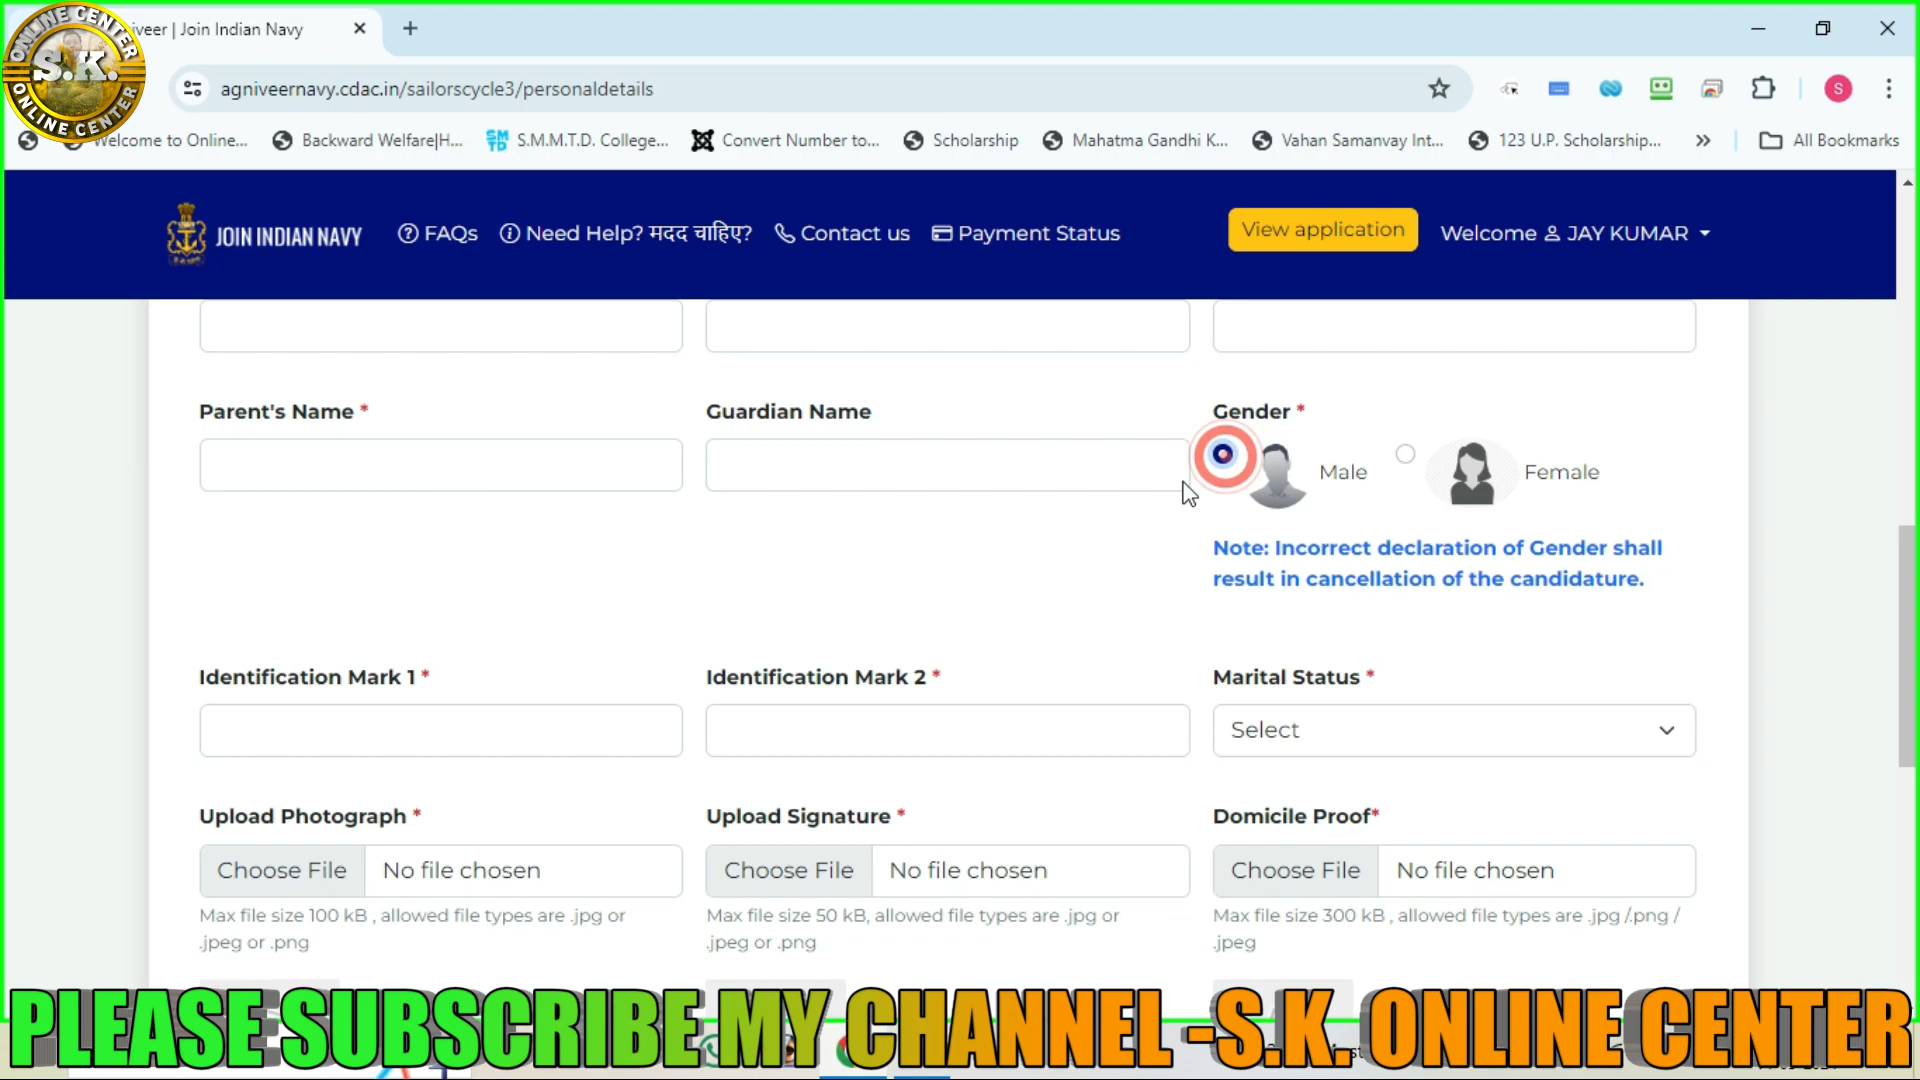 ONLINE CENTER
S.K.
ONLINE CENTER
iveer | Join Indian Navy
agniveernavy.cdac.in/sailorscycle3/personaldetails
S
Welcome to Online...
Backward Welfare|H...
S.M.M.T.D. College...
Convert Number to...
Scholarship
Mahatma Gandhi K...
Vahan Samanvay Int...
123 U.P. Scholarship...
All Bookmarks
JOIN INDIAN NAVY
FAQs
Need Help? मदद चाहिए?
Contact us
Payment Status
View application
Welcome JAY KUMAR
Parent's Name *
Guardian Name
Gender *
Male
Female
Note: Incorrect declaration of Gender shall
result in cancellation of the candidature.
Identification Mark 1 *
Identification Mark 2 *
Marital Status *
Select
Upload Photograph *
Upload Signature *
Domicile Proof*
Choose File No file chosen
Choose File No file chosen
Choose File No file chosen
Max file size 100 kB , allowed file types are .jpg or
.jpeg or .png
Max file size 50 kB, allowed file types are .jpg or
.jpeg or .png
Max file size 300 kB , allowed file types are .jpg /.png /
.jpeg
PLEASE SUBSCRIBE MY CHANNEL -S.K. ONLINE CENTER